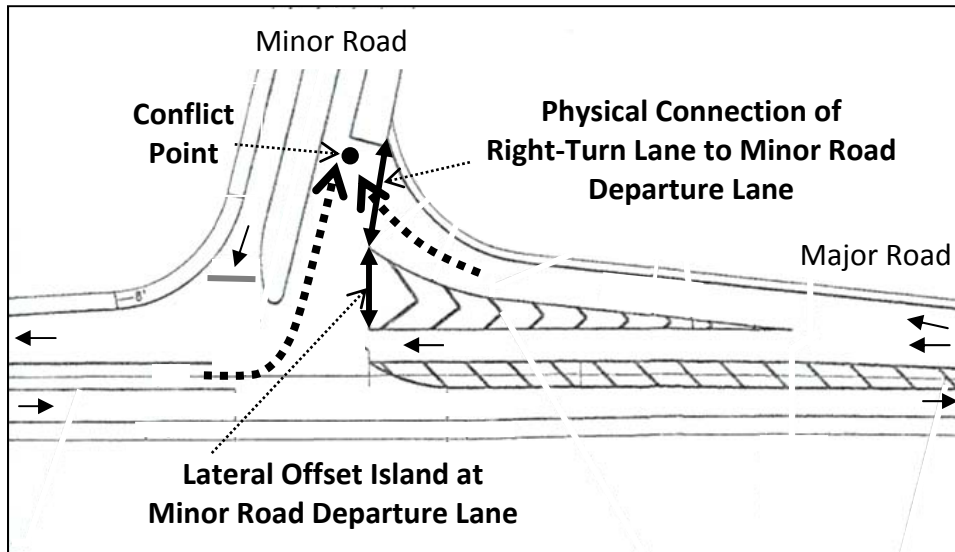 Minor Road
Conflict
Point
Physical Connection of
Right-Turn Lane to Minor Road
Departure Lane
Major Road
8'
Lateral Offset Island at
Minor Road Departure Lane